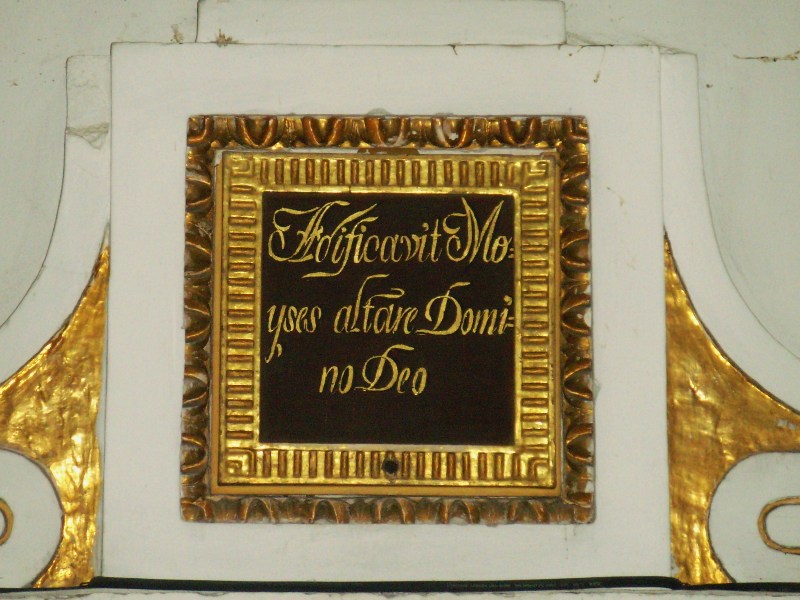 Ædificavit Mo-
yses altare Domi-
no Deo